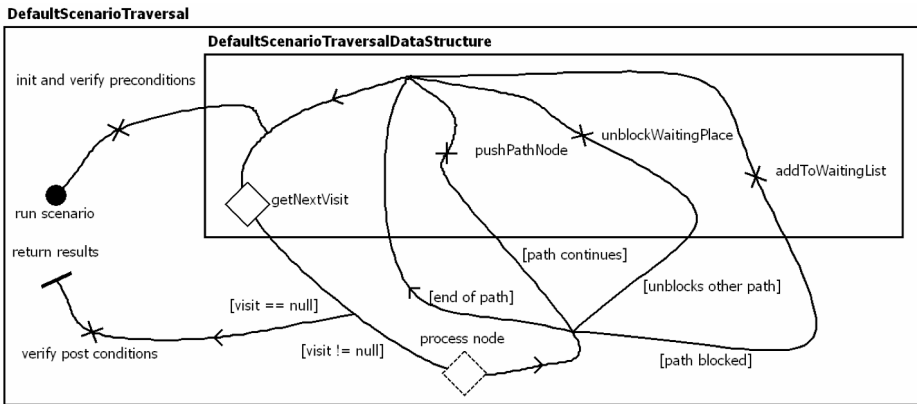 DefaultScenarioTraversal
DefaultScenarioTraversalDataStructure
init and verify preconditions
unblockWaitingPlace
pushPathNode
addToWaitingList
getNextVisit
run scenario
return results
[path continues]
[unblocks other path]
[end of path]
[visit == null]
process node
verify post conditions
[visit != null]
[path blocked]